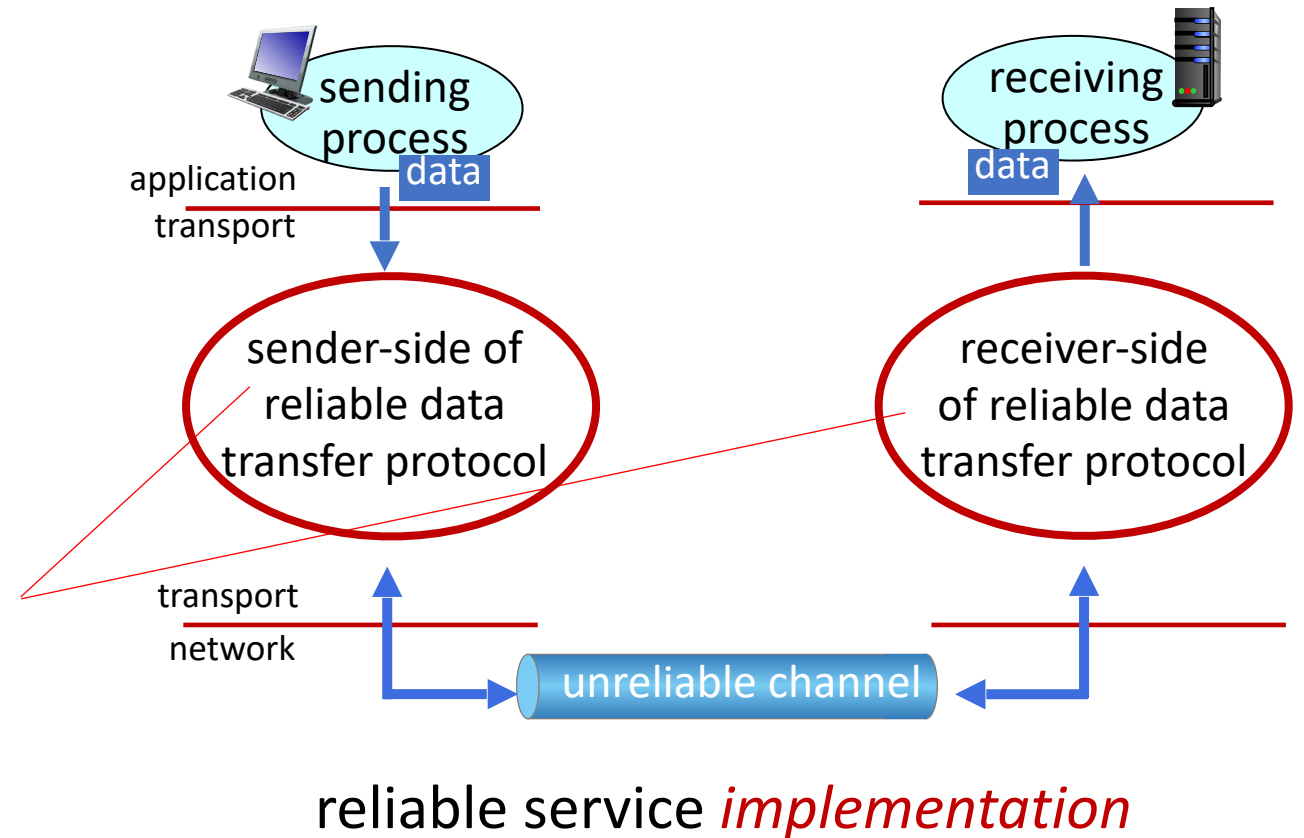 sending
process
data
application
transport
receiving
process
data
sender-side of
reliable data
transfer protocol
receiver-side
of reliable data
transfer protocol
transport
network
unreliable channel
reliable service implementation